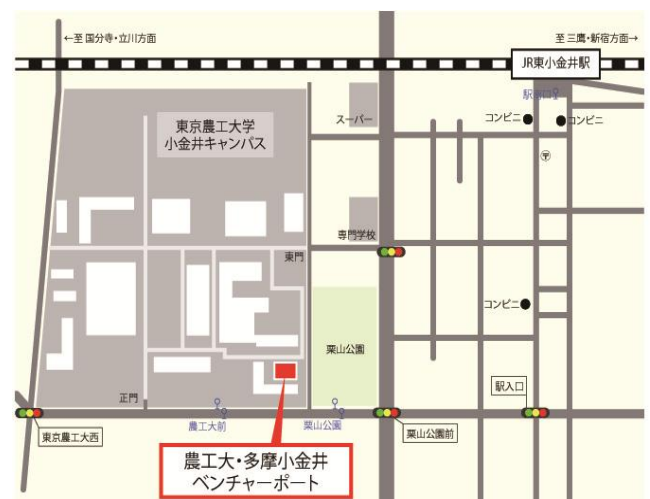 ←至 国分寺・立川方面
至 三鷹・新宿方面→
JR東小金井駅
駅南口
東京農工大学
小金井キャンパス
スーパー
コンビニ
コンビニ
〒
専門学校
東門
コンビニ
栗山公園
正門
駅入口
農工大前
栗山公園
東京農工大西
栗山公園前
農工大・多摩小金井
ベンチャーポート